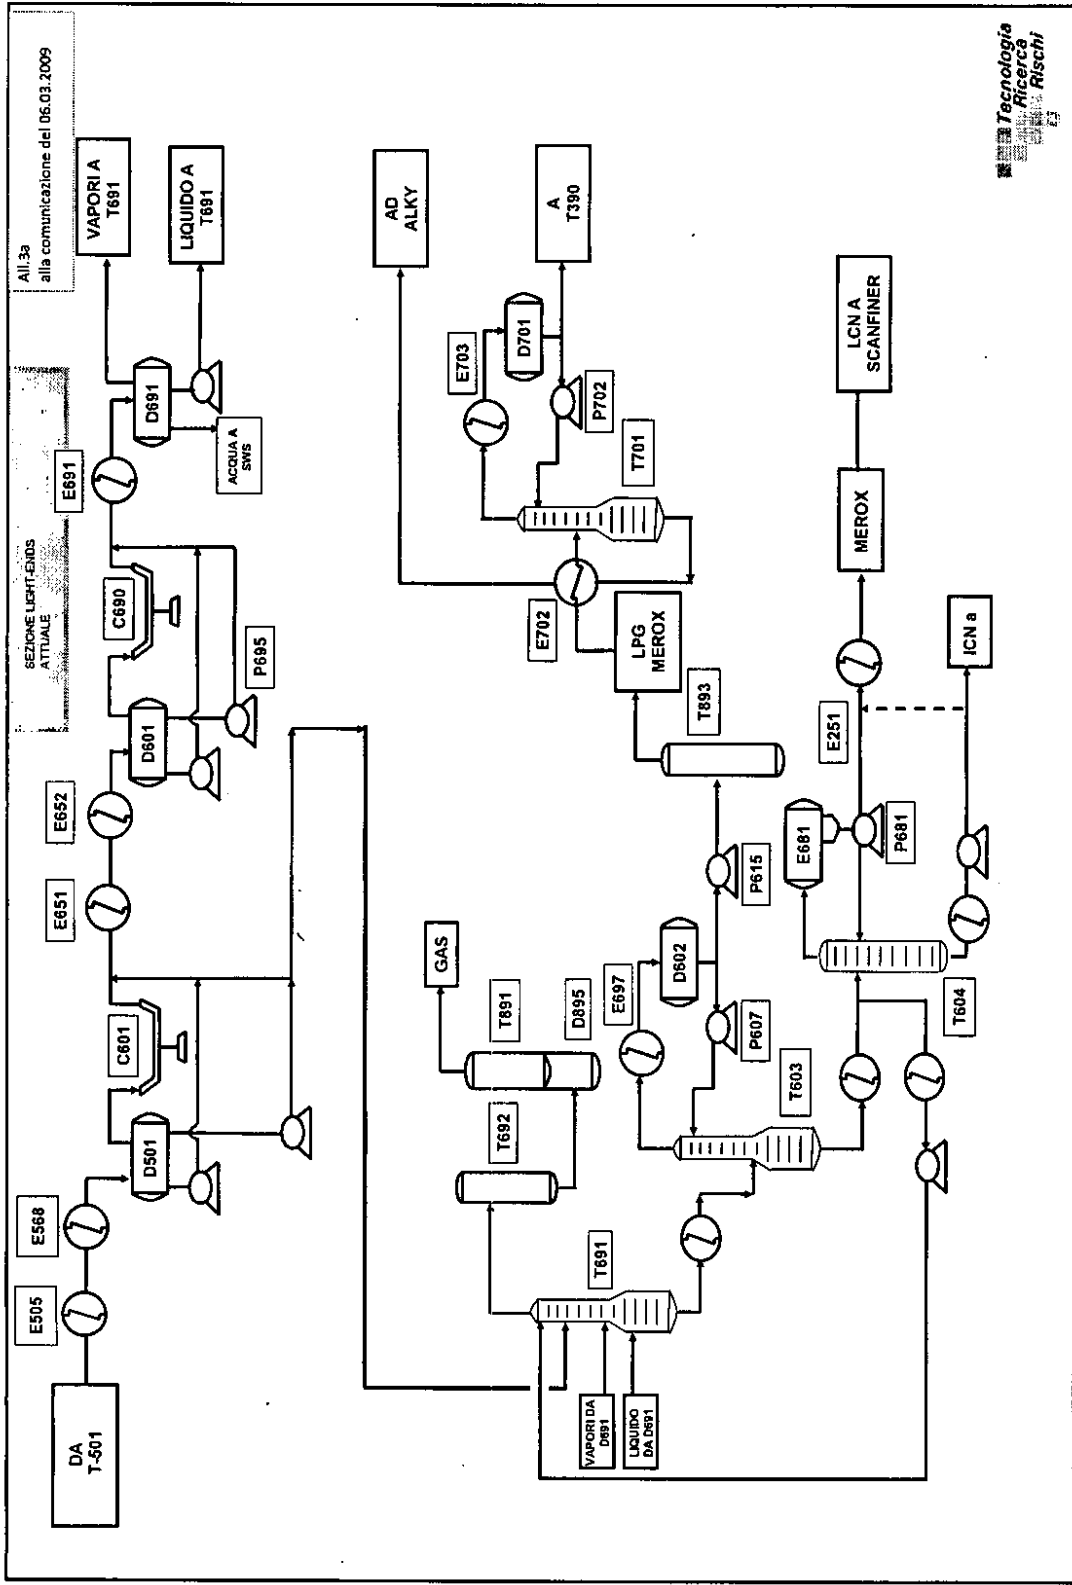 All.3a
alla comunicazione del 06.03.2009
SEZIONE LIGHT-ENDS
ATTUALE
DA
T-501
E505
E568
D501
C601
E651
E652
D601
P695
C690
E691
D691
ACQUA A
SWS
VAPORI A
T691
LIQUIDO A
T691
VAPORI DA
D691
LIQUIDO
DA D691
T691
T692
T891
D895
GAS
T603
E697
D602
P607
P615
T893
LPG
MEROX
E702
T701
P702
E703
D701
AD
ALKY
A
T390
T604
E681
P681
E251
MEROX
LCN A
SCANFINER
ICN a
Tecnologia
Ricerca
Rischi